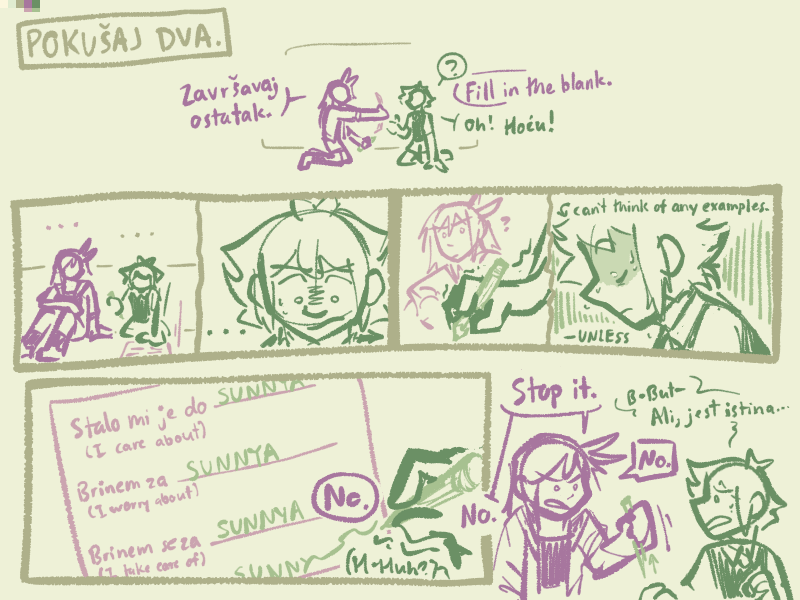 POKUŠAJ DVA.
Završavaj
ostatak.
?
Fill in the blank.
Oh! Hoću!
...
...
...
?
I can't think of any examples.
—UNLESS
Stalo mi je do SUNNYA
(I care about)
Brinem za SUNNYA
(I worry about)
Brinem se za SUNNYA
(I take care of)
SUNNY
No.
(H-Huh?)
Stop it.
No.
No.
B-But-
Ali, jest istina...